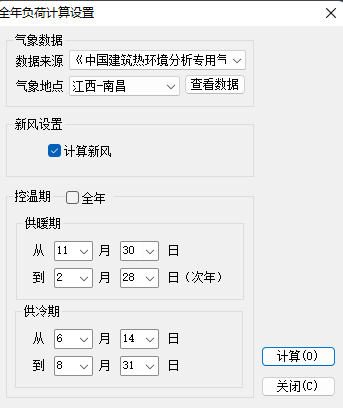 全年负荷计算设置
气象数据
数据来源 《中国建筑热环境分析专用气
气象地点 江西-南昌 查看数据
新风设置
计算新风
控温期 全年
供暖期
从 11 月 30 日
到 2 月 28 日(次年)
供冷期
从 6 月 14 日
到 8 月 31 日
计算(O)
关闭(C)